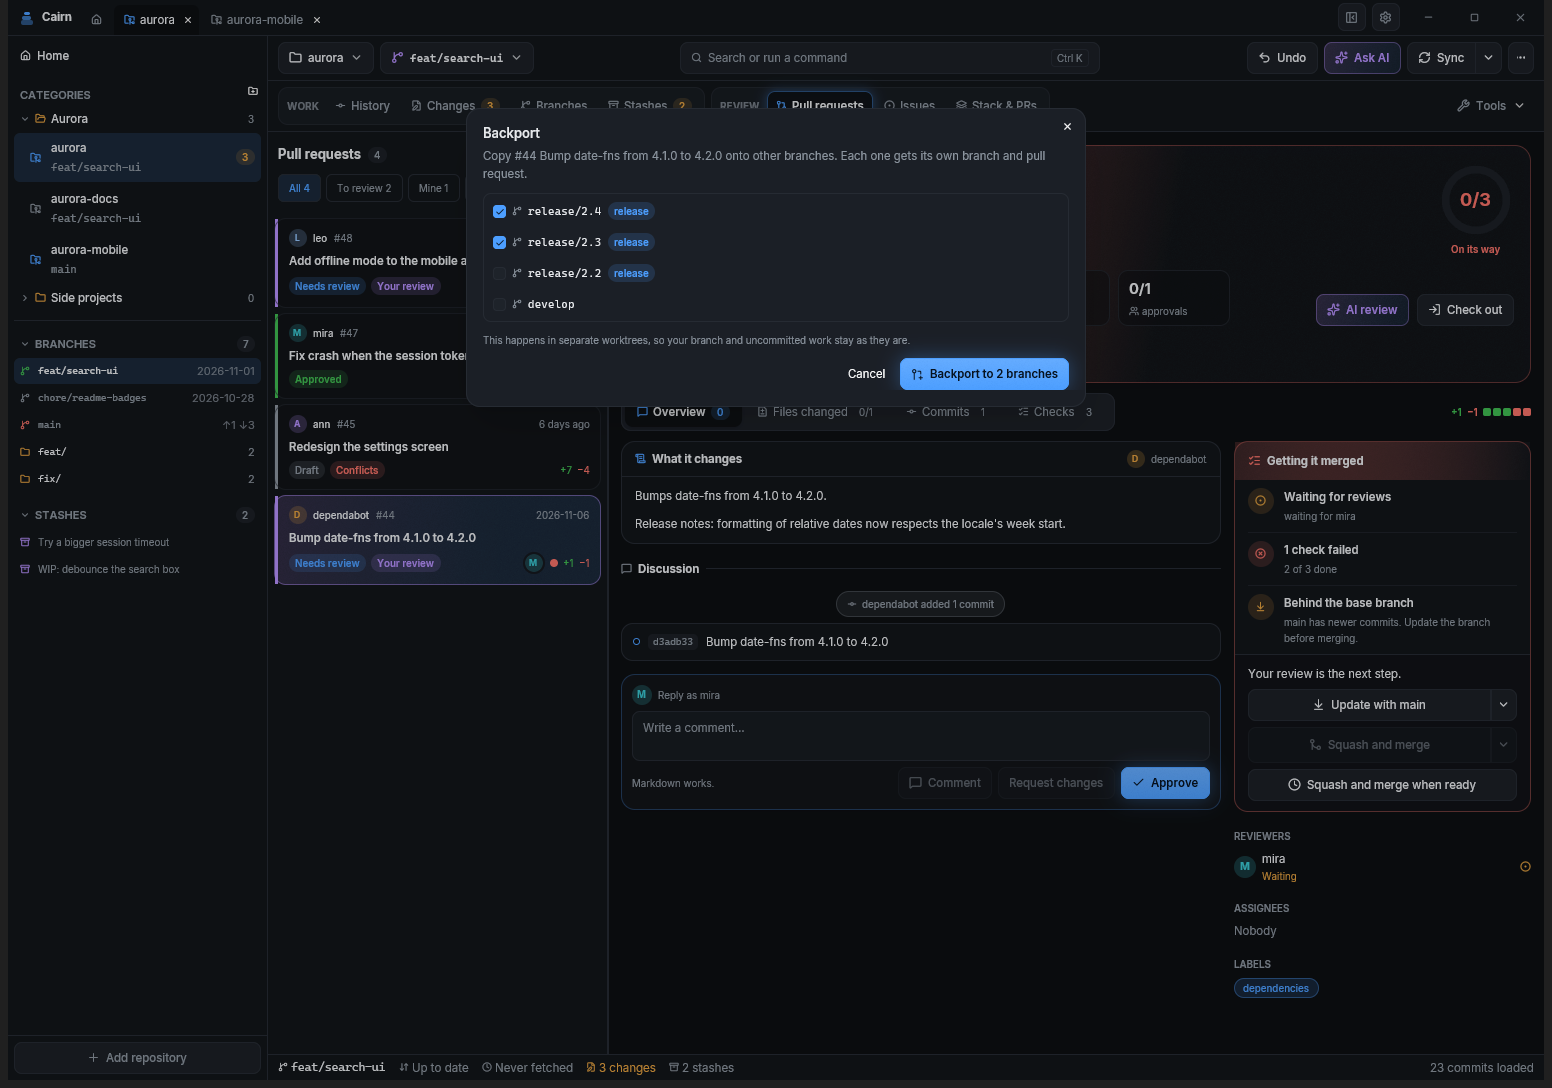 Cairn
aurora
aurora-mobile
Home
aurora
feat/search-ui
Search or run a command
Ctrl K
Undo
Ask AI
Sync
CATEGORIES
Aurora
3
aurora
feat/search-ui
3
aurora-docs
feat/search-ui
aurora-mobile
main
Side projects
0
BRANCHES
7
feat/search-ui
2026-11-01
chore/readme-badges
2026-10-28
main
↑1 ↓3
feat/
2
fix/
2
STASHES
2
Try a bigger session timeout
WIP: debounce the search box
Add repository
WORK
History
Changes
3
Branches
Stashes
2
REVIEW
Pull requests
Issues
Stack & PRs
Tools
Pull requests
4
All 4
To review 2
Mine 1
L
leo
#48
Add offline mode to the mobile a
Needs review
Your review
M
mira
#47
Fix crash when the session toke
Approved
A
ann
#45
6 days ago
Redesign the settings screen
Draft
Conflicts
+7 −4
D
dependabot
#44
2026-11-06
Bump date-fns from 4.1.0 to 4.2.0
Needs review
Your review
M
+1 −1
Backport
Copy #44 Bump date-fns from 4.1.0 to 4.2.0 onto other branches. Each one gets its own branch and pull
request.
release/2.4
release
release/2.3
release
release/2.2
release
develop
This happens in separate worktrees, so your branch and uncommitted work stay as they are.
Cancel
Backport to 2 branches
0/3
On its way
0/1
approvals
AI review
Check out
Overview
0
Files changed
0/1
Commits
1
Checks
3
+1 −1
What it changes
D
dependabot
Bumps date-fns from 4.1.0 to 4.2.0.
Release notes: formatting of relative dates now respects the locale's week start.
Discussion
dependabot added 1 commit
d3adb33
Bump date-fns from 4.1.0 to 4.2.0
M
Reply as mira
Write a comment...
Markdown works.
Comment
Request changes
Approve
Getting it merged
Waiting for reviews
waiting for mira
1 check failed
2 of 3 done
Behind the base branch
main has newer commits. Update the branch
before merging.
Your review is the next step.
Update with main
Squash and merge
Squash and merge when ready
REVIEWERS
M
mira
Waiting
ASSIGNEES
Nobody
LABELS
dependencies
feat/search-ui
Up to date
Never fetched
3 changes
2 stashes
23 commits loaded